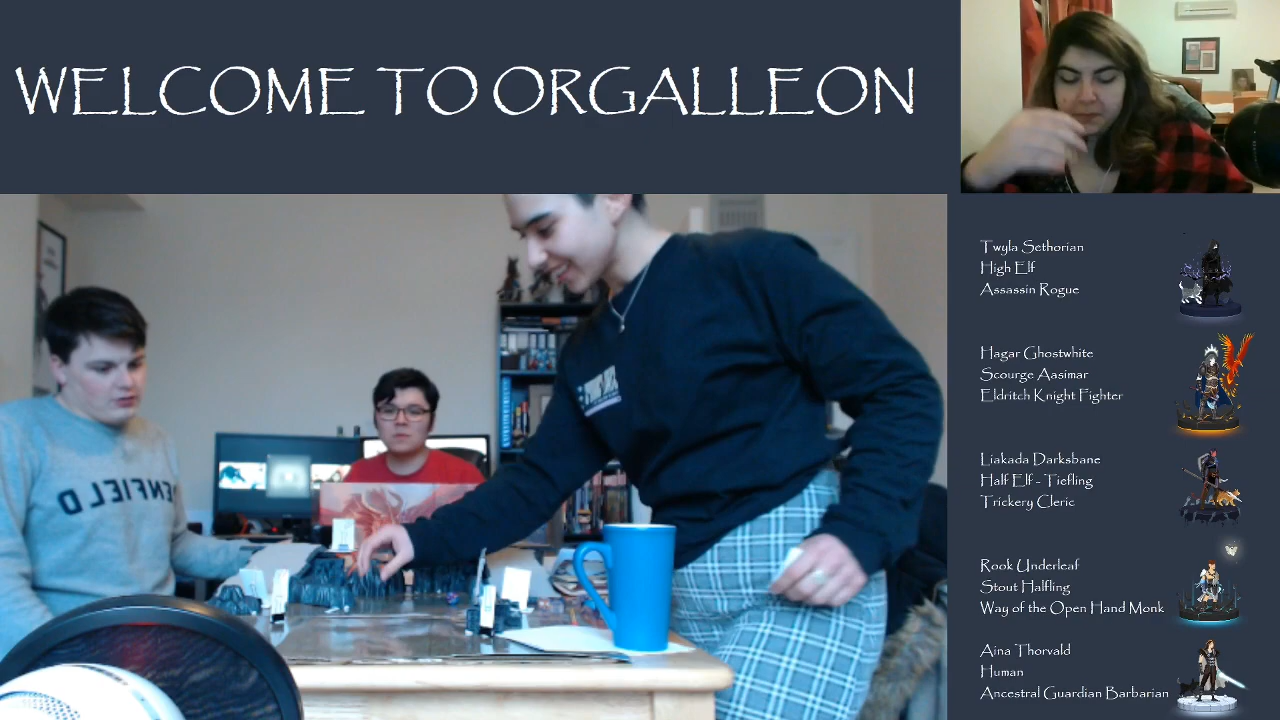 WELCOME TO ORGALLEON
Twyla Sethorian
High Elf
Assassin Rogue
Hagar Ghostwhite
Scourge Aasimar
Eldritch Knight Fighter
Liakada Darksbane
Half Elf - Tiefling
Trickery Cleric
Rook Underleaf
Stout Halfling
Way of the Open Hand Monk
Aina Thorvald
Human
Ancestral Guardian Barbarian
ENFIELD